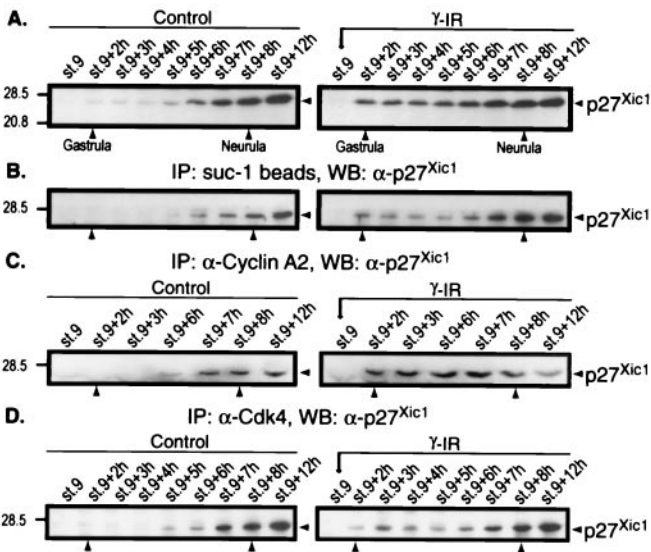 A.
Control
γ-IR
st.9 st.9+2h st.9+3h st.9+4h st.9+5h st.9+6h st.9+7h st.9+8h st.9+12h
st.9 st.9+2h st.9+3h st.9+4h st.9+5h st.9+6h st.9+7h st.9+8h st.9+12h
28.5
20.8
p27Xic1
Gastrula Neurula
Gastrula Neurula
B.
IP: suc-1 beads, WB: α-p27Xic1
28.5
p27Xic1
C.
IP: α-Cyclin A2, WB: α-p27Xic1
Control
γ-IR
st.9 st.9+2h st.9+3h st.9+6h st.9+7h st.9+8h st.9+12h
st.9 st.9+2h st.9+3h st.9+6h st.9+7h st.9+8h st.9+12h
28.5
p27Xic1
D.
IP: α-Cdk4, WB: α-p27Xic1
Control
γ-IR
st.9 st.9+2h st.9+3h st.9+4h st.9+5h st.9+6h st.9+7h st.9+8h st.9+12h
st.9 st.9+2h st.9+3h st.9+4h st.9+5h st.9+6h st.9+7h st.9+8h st.9+12h
28.5
p27Xic1